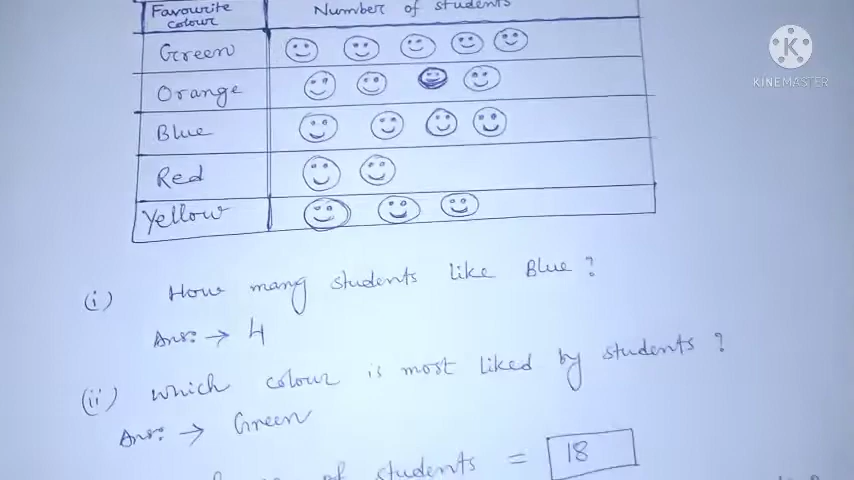 Favourite colour
Number of students
Green
Orange
Blue
Red
Yellow
K
KINEMASTER
(i) How many students like Blue?
Ans: → 4
(ii) which colour is most liked by students ?
Ans: → Green
of students = 18